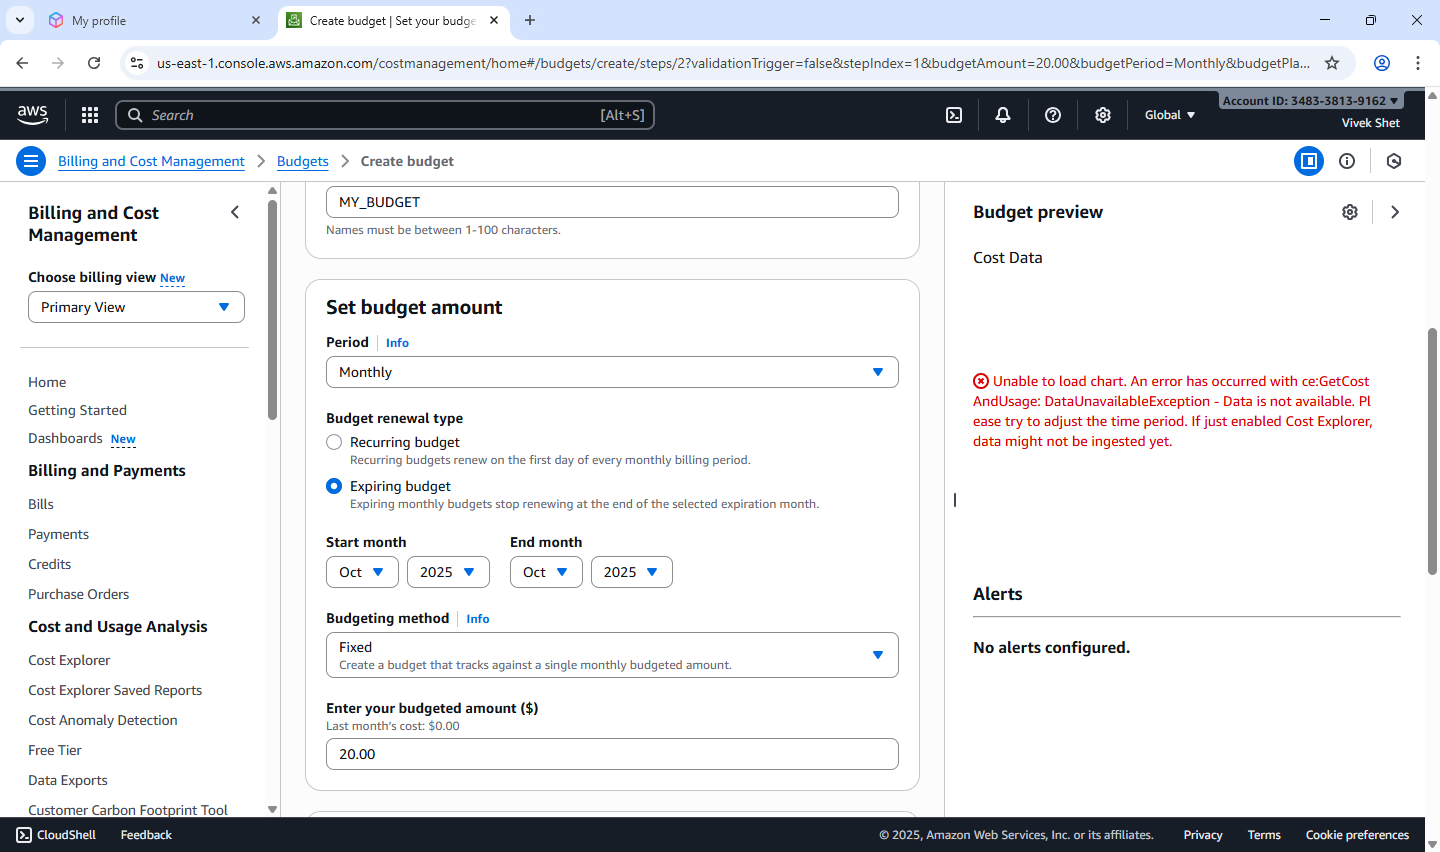 My profile
Create budget | Set your budge
us-east-1.console.aws.amazon.com/costmanagement/home#/budgets/create/steps/2?validationTrigger=false&stepIndex=1&budgetAmount=20.00&budgetPeriod=Monthly&budgetPla...
aws
Search
[Alt+S]
Global
Account ID: 3483-3813-9162
Vivek Shet
Billing and Cost Management
Budgets
Create budget
Billing and Cost
Management
Choose billing view New
Primary View
Home
Getting Started
Dashboards New
Billing and Payments
Bills
Payments
Credits
Purchase Orders
Cost and Usage Analysis
Cost Explorer
Cost Explorer Saved Reports
Cost Anomaly Detection
Free Tier
Data Exports
Customer Carbon Footprint Tool
MY_BUDGET
Names must be between 1-100 characters.
Set budget amount
Period Info
Monthly
Budget renewal type
Recurring budget
Recurring budgets renew on the first day of every monthly billing period.
Expiring budget
Expiring monthly budgets stop renewing at the end of the selected expiration month.
Start month
End month
Oct
2025
Oct
2025
Budgeting method Info
Fixed
Create a budget that tracks against a single monthly budgeted amount.
Enter your budgeted amount ($)
Last month's cost: $0.00
20.00
Budget preview
Cost Data
Unable to load chart. An error has occurred with ce:GetCost
AndUsage: DataUnavailableException - Data is not available. Pl
ease try to adjust the time period. If just enabled Cost Explorer,
data might not be ingested yet.
Alerts
No alerts configured.
CloudShell
Feedback
© 2025, Amazon Web Services, Inc. or its affiliates.
Privacy
Terms
Cookie preferences